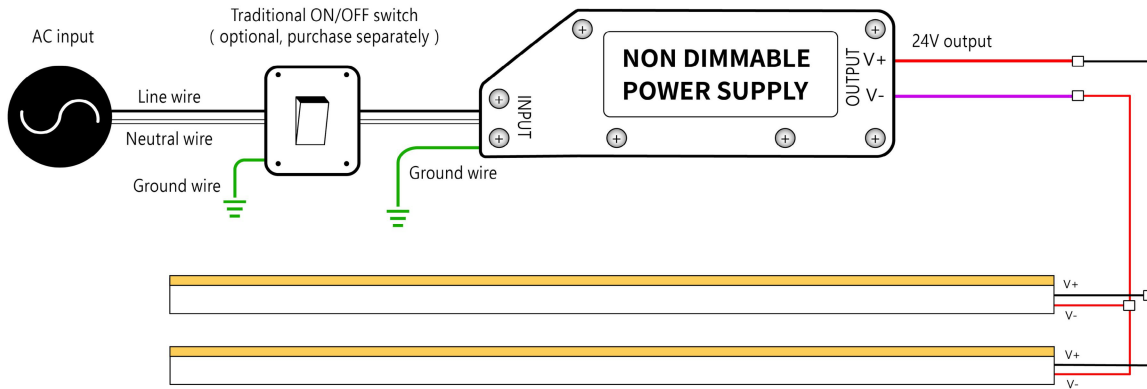 AC input
Traditional ON/OFF switch
( optional, purchase separately )
Line wire
Neutral wire
Ground wire
Ground wire
INPUT
NON DIMMABLE
POWER SUPPLY
OUTPUT
V+
V-
24V output
V+
V-
V+
V-